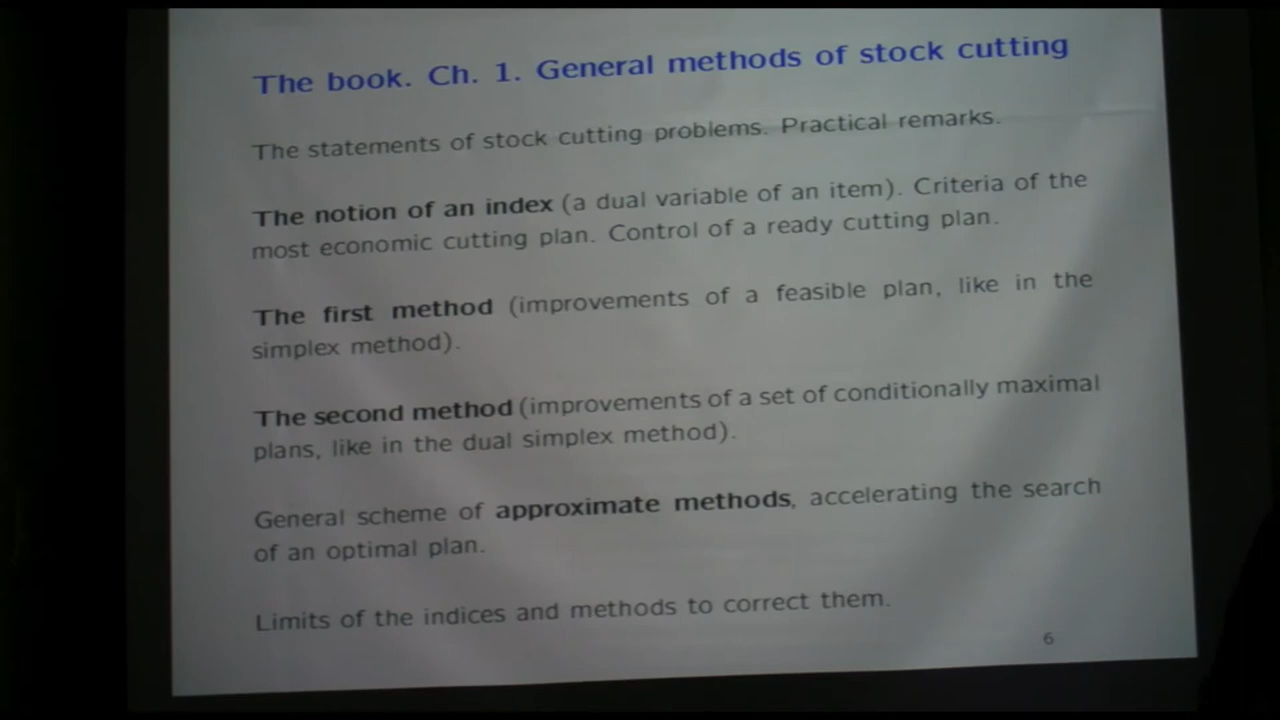 The book. Ch. 1. General methods of stock cutting
The statements of stock cutting problems. Practical remarks.
The notion of an index (a dual variable of an item). Criteria of the
most economic cutting plan. Control of a ready cutting plan.
The first method (improvements of a feasible plan, like in the
simplex method).
The second method (improvements of a set of conditionally maximal
plans, like in the dual simplex method).
General scheme of approximate methods, accelerating the search
of an optimal plan.
Limits of the indices and methods to correct them.
6